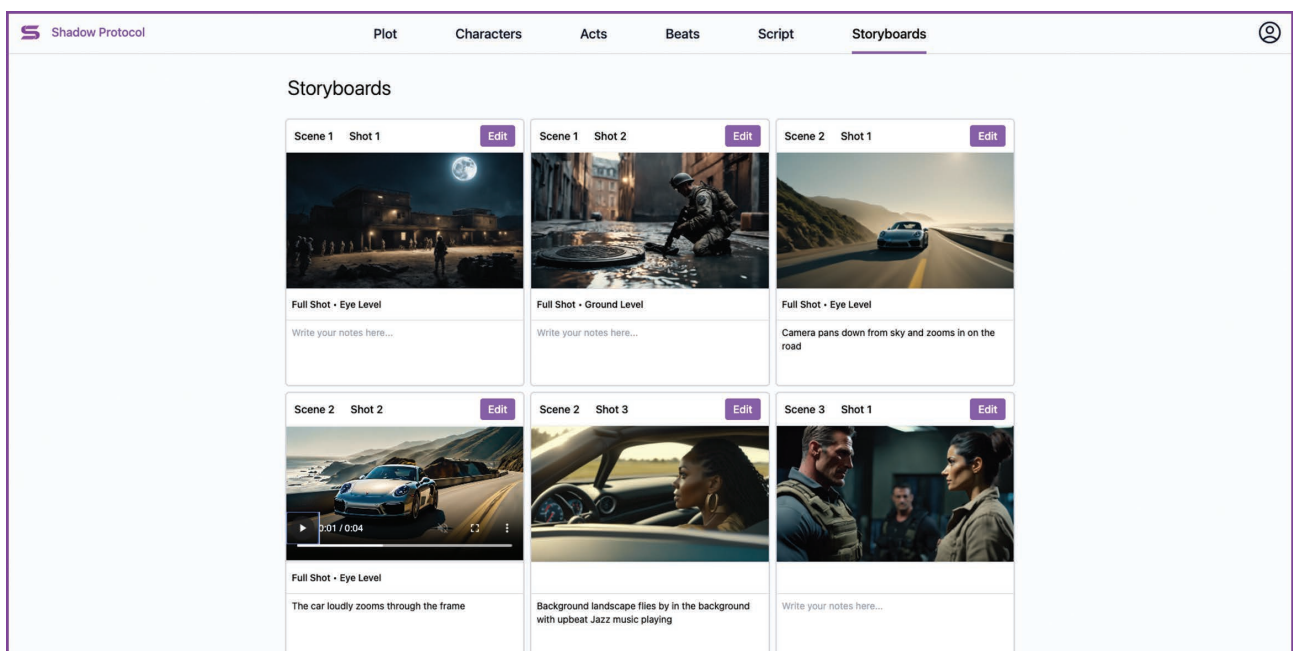 Shadow Protocol
Plot
Characters
Acts
Beats
Script
Storyboards
Storyboards
Scene 1 Shot 1 Edit
Scene 1 Shot 2 Edit
Scene 2 Shot 1 Edit
Full Shot • Eye Level
Full Shot • Ground Level
Full Shot • Eye Level
Write your notes here...
Write your notes here...
Camera pans down from sky and zooms in on the
road
Scene 2 Shot 2 Edit
Scene 2 Shot 3 Edit
Scene 3 Shot 1 Edit
0:01 / 0:04
Full Shot • Eye Level
The car loudly zooms through the frame
Background landscape flies by in the background
with upbeat Jazz music playing
Write your notes here...